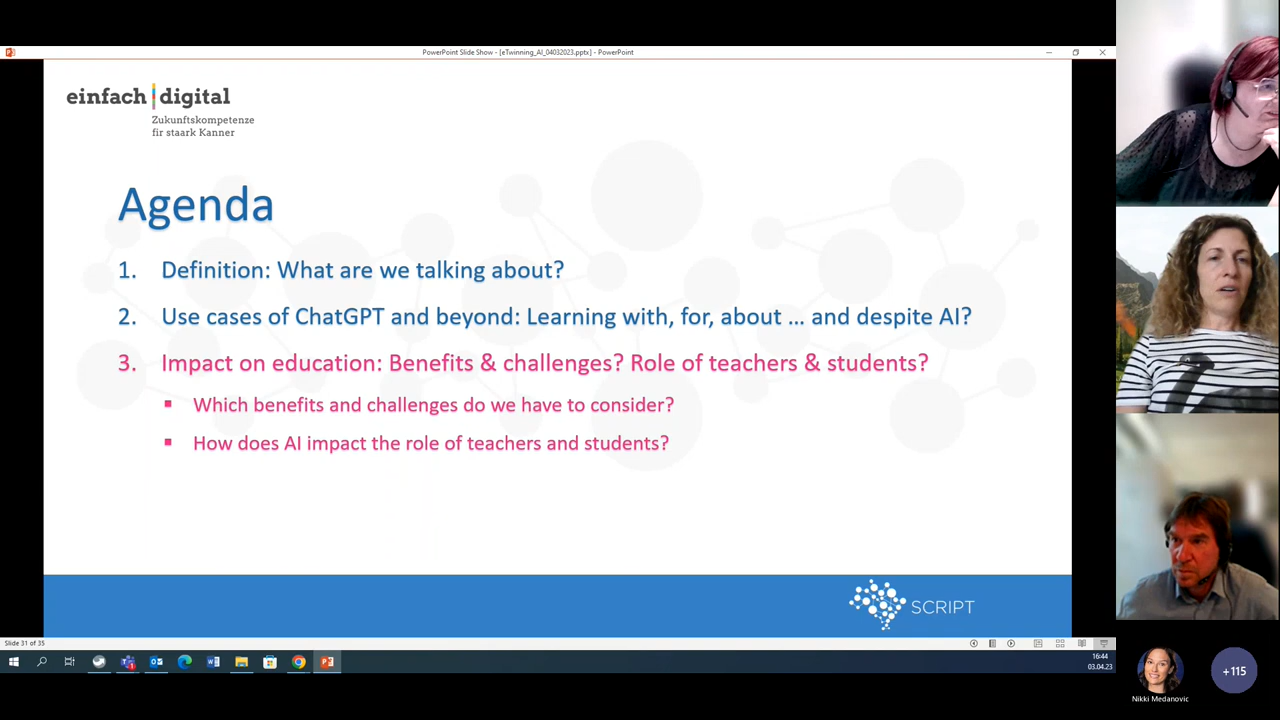 PowerPoint Slide Show - [eTwinning_AI_04032023.pptx] - PowerPoint
einfach digital
Zukunftskompetenze
fir staark Kanner
Agenda
1. Definition: What are we talking about?
2. Use cases of ChatGPT and beyond: Learning with, for, about ... and despite AI?
3. Impact on education: Benefits & challenges? Role of teachers & students?
▪ Which benefits and challenges do we have to consider?
▪ How does AI impact the role of teachers and students?
SCRIPT
Slide 31 of 35
16:44
03.04.23
+115
Nikki Medanovic